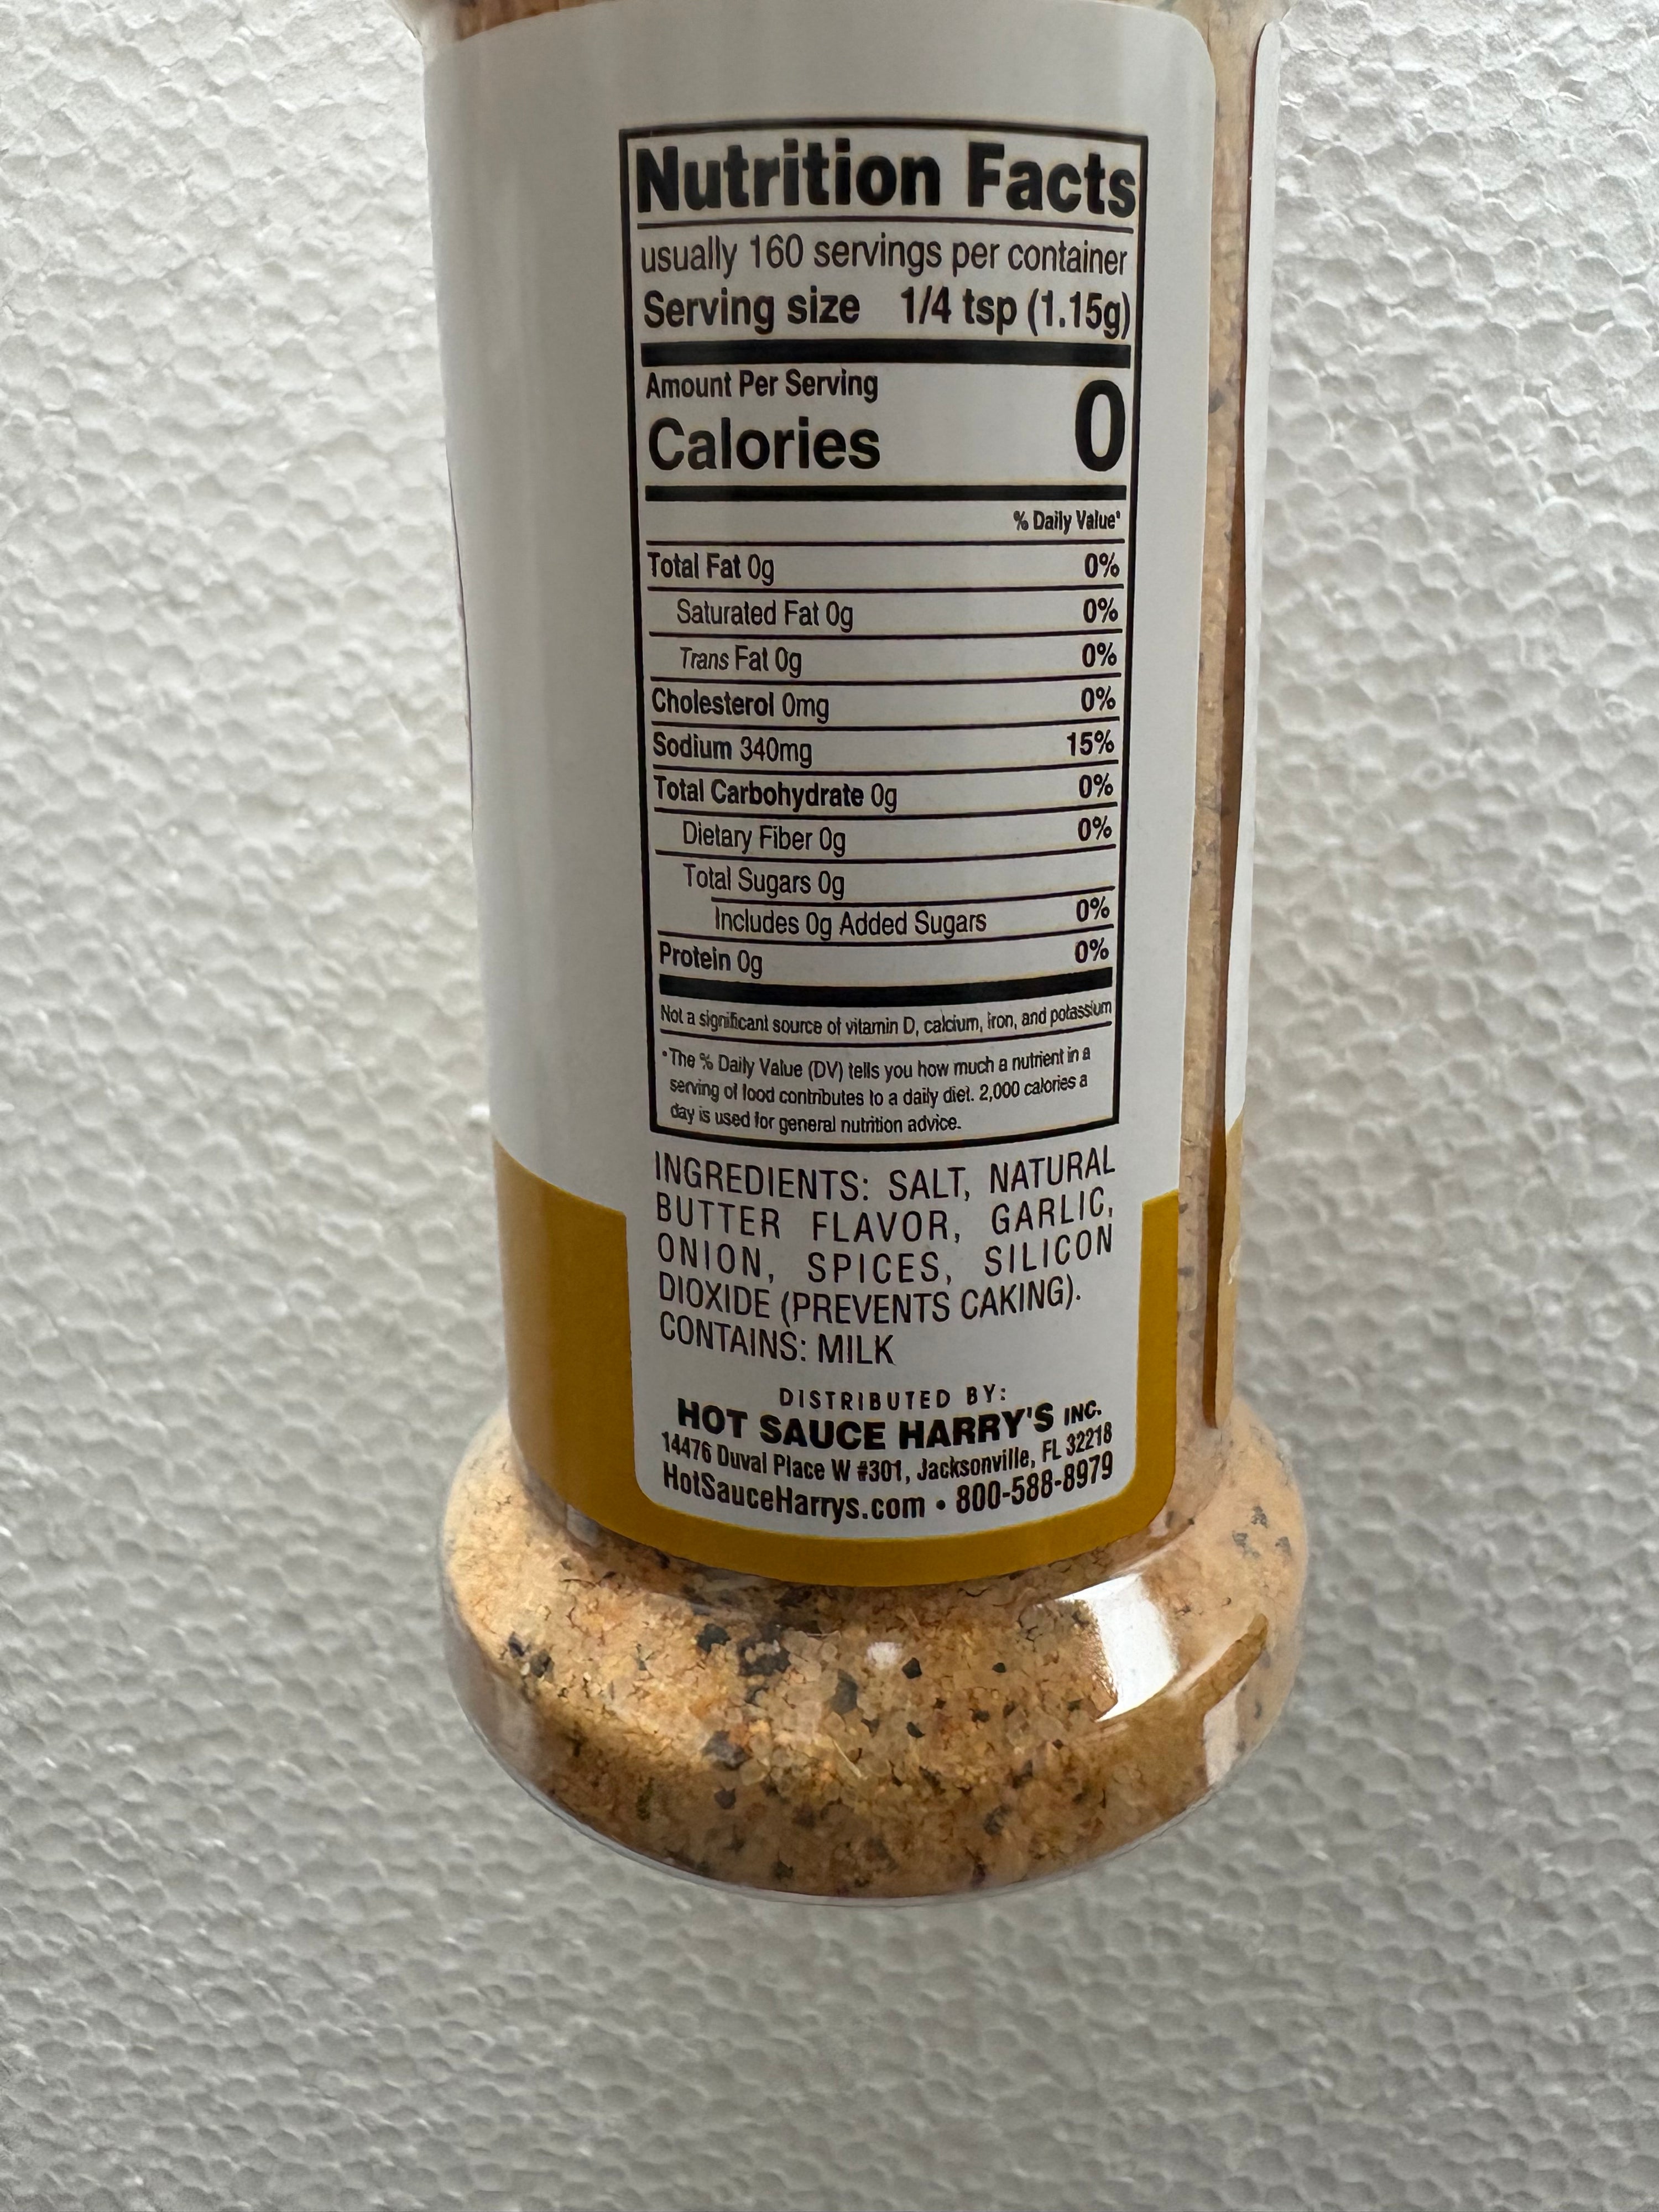 Nutrition Facts
usually 160 servings per container
Serving size 1/4 tsp (1.15g)
Amount Per Serving
Calories 0
% Daily Value*
Total Fat 0g 0%
Saturated Fat 0g 0%
Trans Fat 0g 0%
Cholesterol 0mg 0%
Sodium 340mg 15%
Total Carbohydrate 0g 0%
Dietary Fiber 0g 0%
Total Sugars 0g
Includes 0g Added Sugars 0%
Protein 0g 0%
Not a significant source of vitamin D, calcium, iron, and potassium
*The % Daily Value (DV) tells you how much a nutrient in a
serving of food contributes to a daily diet. 2,000 calories a
day is used for general nutrition advice.
INGREDIENTS: SALT, NATURAL
BUTTER FLAVOR, GARLIC,
ONION, SPICES, SILICON
DIOXIDE (PREVENTS CAKING).
CONTAINS: MILK
DISTRIBUTED BY:
HOT SAUCE HARRY'S INC.
14476 Duval Place W #301, Jacksonville, FL 32218
HotSauceHarrys.com • 800-588-8979